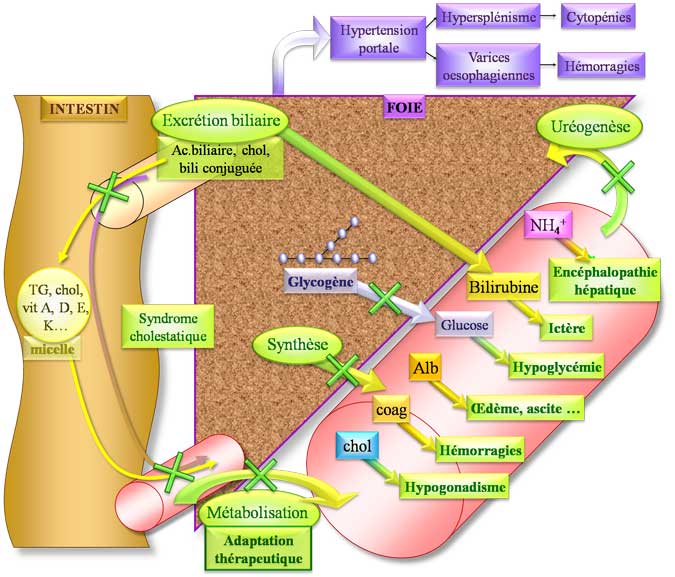 Hypertension
portale
Hypersplénisme
Cytopénies
Varices
oesophagiennes
Hémorragies
INTESTIN
FOIE
Excrétion biliaire
Ac.biliaire, chol,
bili conjuguée
Uréogenèse
NH4+
Encéphalopathie
hépatique
Glycogène
Bilirubine
TG, chol,
vit A, D, E,
K…
micelle
Syndrome
cholestatique
Glucose
Ictère
Synthèse
Hypoglycémie
Alb
Œdème, ascite …
coag
Hémorragies
chol
Hypogonadisme
Métabolisation
Adaptation
thérapeutique